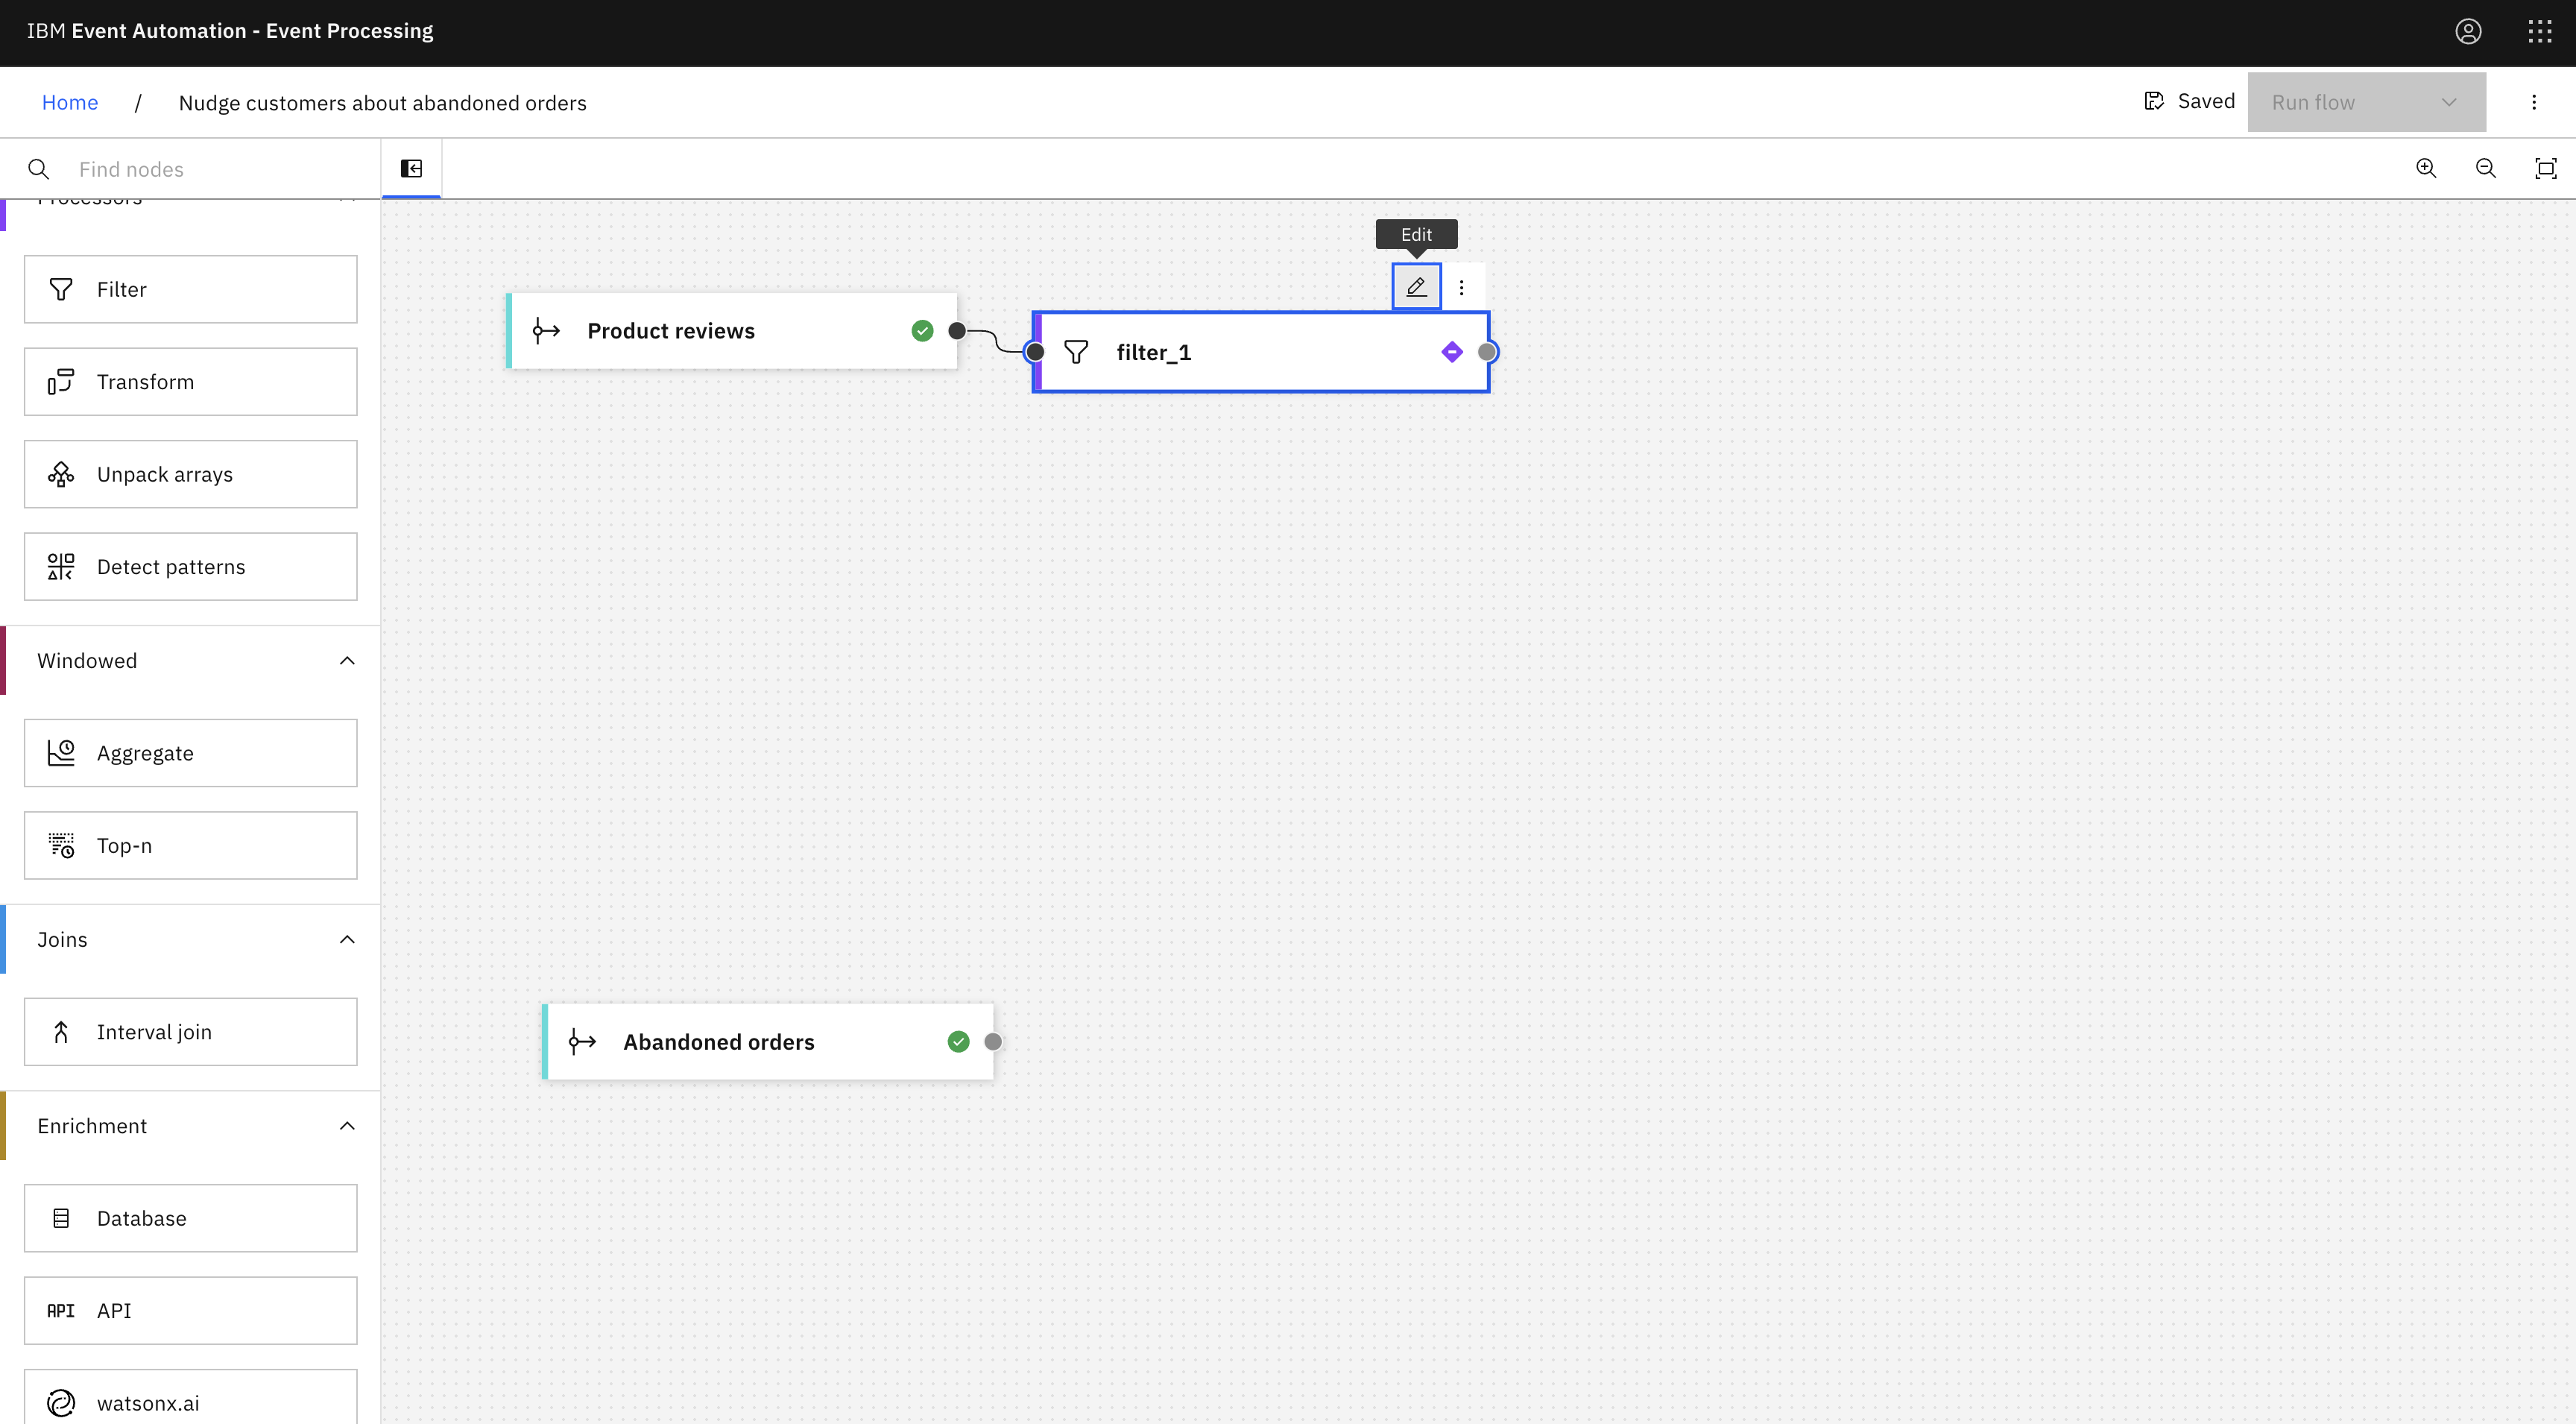 IBM Event Automation - Event Processing
Home / Nudge customers about abandoned orders
Saved
Run flow
Find nodes
Processors
Filter
Transform
Unpack arrays
Detect patterns
Windowed
Aggregate
Top-n
Joins
Interval join
Enrichment
Database
API API
watsonx.ai
Edit
Product reviews
filter_1
Abandoned orders